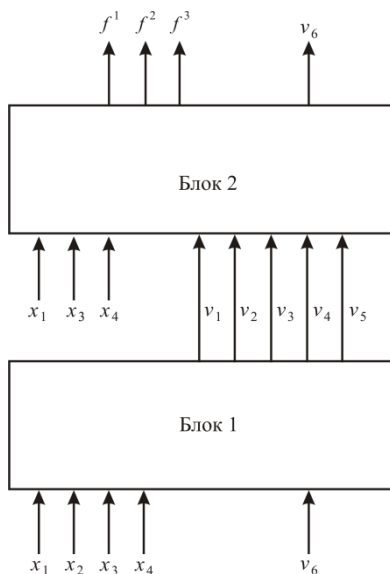 f¹ f² f³ v₆
Блок 2
x₁ x₃ x₄ v₁ v₂ v₃ v₄ v₅
Блок 1
x₁ x₂ x₃ x₄ v₆